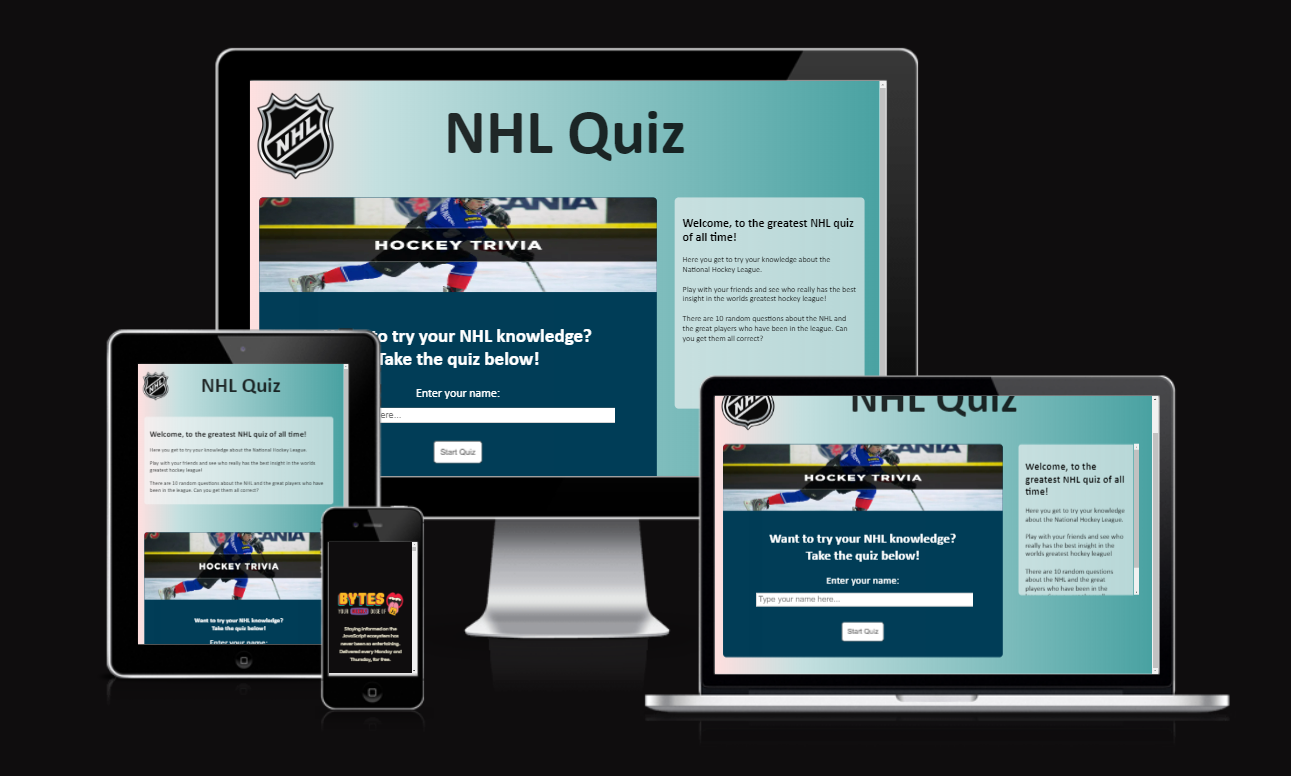 NHL
NHL Quiz
CANIA
HOCKEY TRIVIA
to try your NHL knowledge?
Take the quiz below!
Enter your name:
ere...
Start Quiz
Welcome, to the greatest NHL quiz
of all time!
Here you get to try your knowledge about the
National Hockey League.
Play with your friends and see who really has the best
insight in the worlds greatest hockey league!
There are 10 random questions about the NHL and
the great players who have been in the league. Can
you get them all correct?
NHL
NHL Quiz
Welcome, to the greatest NHL quiz of all time!
Here you get to try your knowledge about the National Hockey League.
Play with your friends and see who really has the best insight in the worlds
greatest hockey league!
There are 10 random questions about the NHL and the great players who have
been in the league. Can you get them all correct?
CANIA
HOCKEY TRIVIA
Want to try your NHL knowledge?
Take the quiz below!
Enter your name:
BYTES
YOUR WEEKLY DOSE OF
Staying informed on the
JavaScript ecosystem has
never been so entertaining.
Delivered every Monday and
Thursday, for free.
NHL
NHL Quiz
CANIA
HOCKEY TRIVIA
Want to try your NHL knowledge?
Take the quiz below!
Enter your name:
Type your name here...
Start Quiz
Welcome, to the
greatest NHL quiz of all
time!
Here you get to try your knowledge
about the National Hockey League.
Play with your friends and see who
really has the best insight in the
worlds greatest hockey league!
There are 10 random questions
about the NHL and the great
players who have been in the